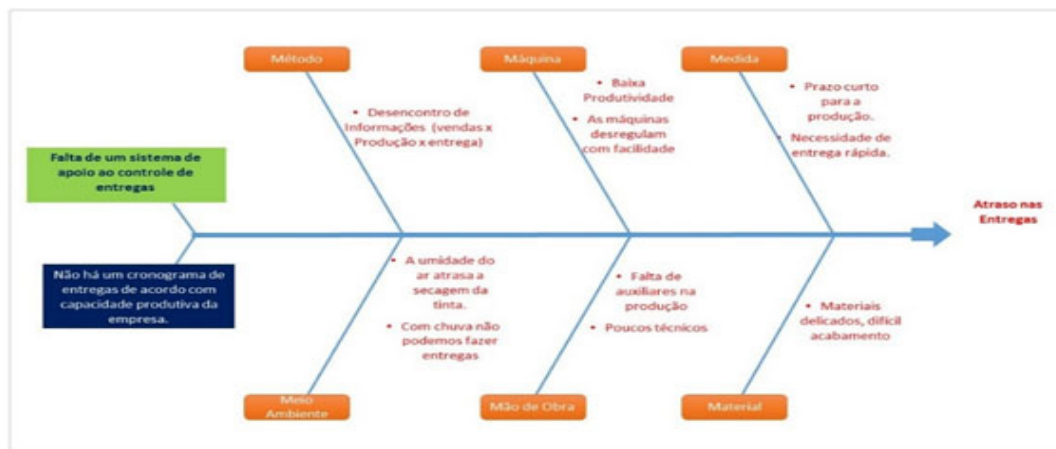 Método
Máquina
Medida
• Desencontro de
Informações (vendas x
Produção x entrega)
• Baixa
Produtividade
• As máquinas
desregulam
com facilidade
• Prazo curto
para a
produção.
• Necessidade de
entrega rápida.
Falta de um sistema de
apoio ao controle de
entregas
Atraso nas
Entregas
Não há um cronograma de
entregas de acordo com
capacidade produtiva da
empresa.
• A umidade do
ar atrasa a
secagem da
tinta.
• Com chuva não
podemos fazer
entregas
• Falta de
auxiliares na
produção
• Poucos técnicos
• Materiais
delicados, difícil
acabamento
Meio
Ambiente
Mão de Obra
Material